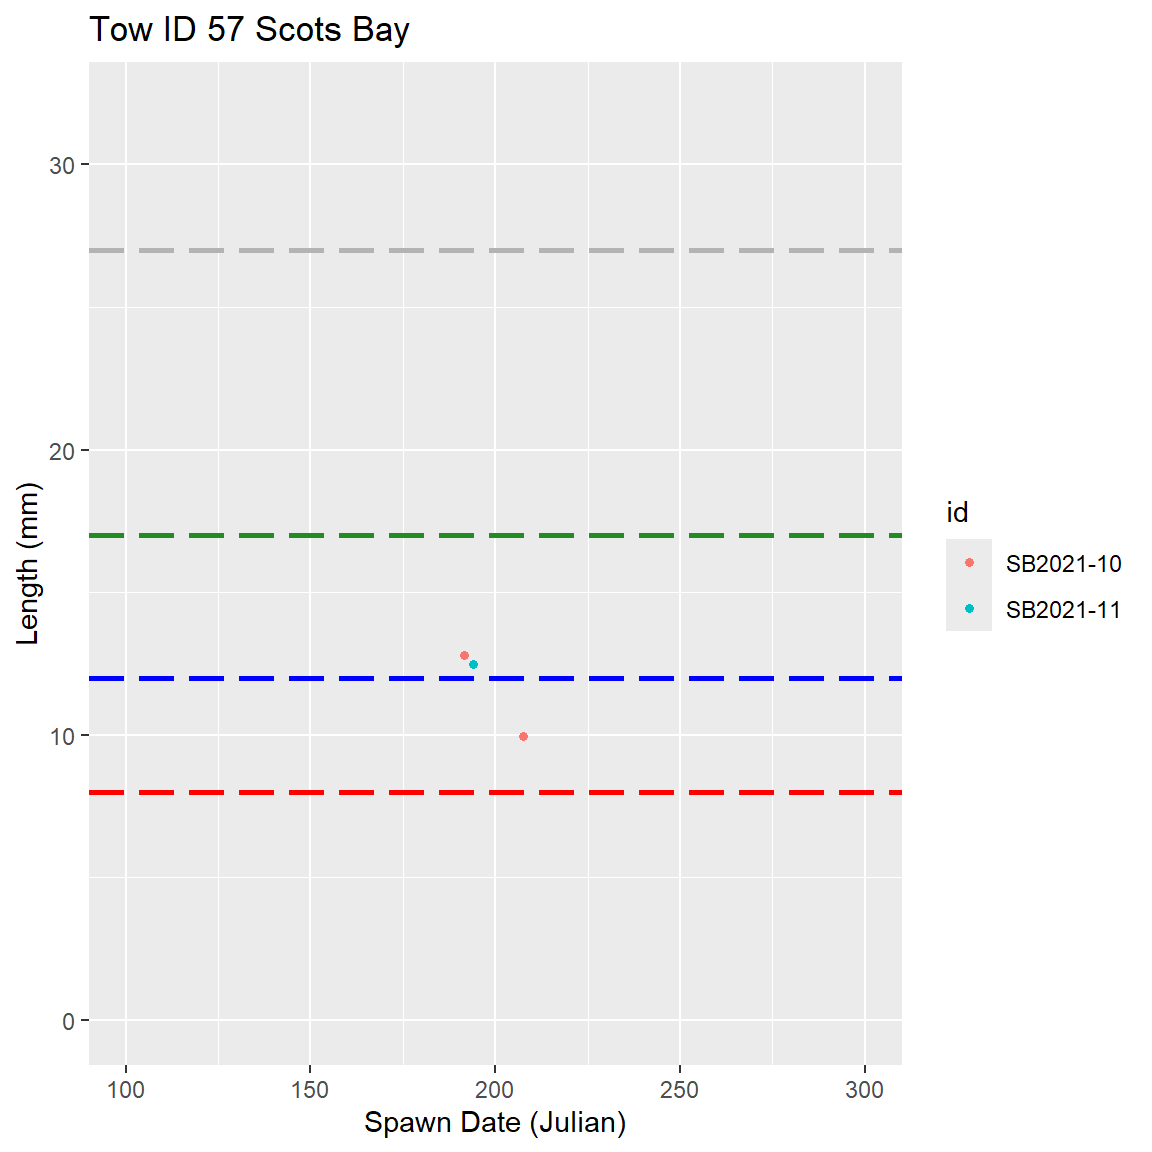 Tow ID 57 Scots Bay
30
20
10
0
Length (mm)
100 150 200 250 300
Spawn Date (Julian)
id
SB2021-10
SB2021-11